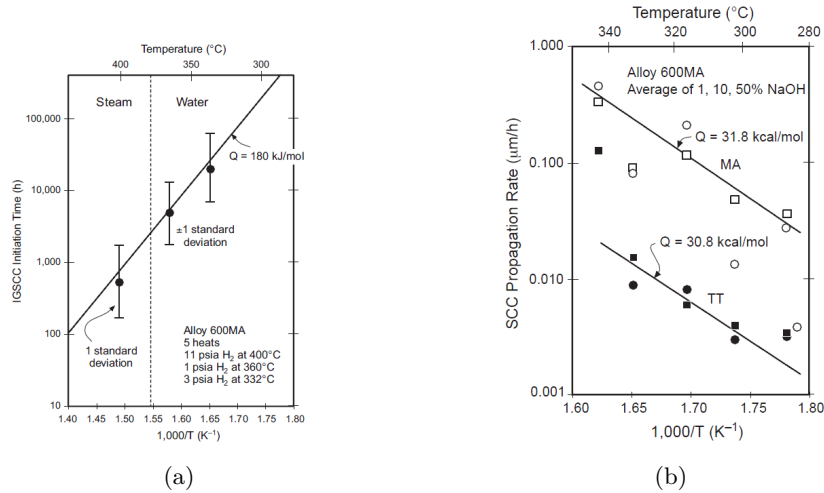 Temperature (°C)
400 350 300
Steam Water
100,000
10,000
1,000
100
10
IGSCC Initiation Time (h)
Q = 180 kJ/mol
±1 standard
deviation
1 standard
deviation
Alloy 600MA
5 heats
11 psia H₂ at 400°C
1 psia H₂ at 360°C
3 psia H₂ at 332°C
1.40 1.45 1.50 1.55 1.60 1.65 1.70 1.75 1.80
1,000/T (K⁻¹)
(a)
Temperature (°C)
340 320 300 280
1.000
0.100
0.010
0.001
SCC Propagation Rate (μm/h)
Alloy 600MA
Average of 1, 10, 50% NaOH
Q = 31.8 kcal/mol
MA
Q = 30.8 kcal/mol
TT
1.60 1.65 1.70 1.75 1.80
1,000/T (K⁻¹)
(b)